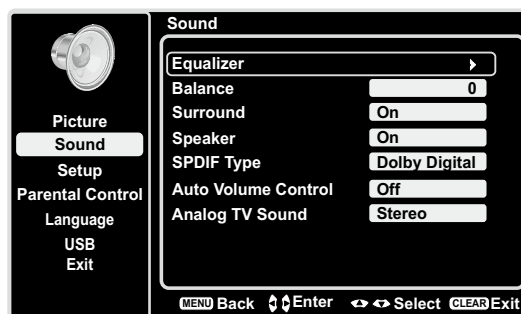 Sound
Picture
Sound
Setup
Parental Control
Language
USB
Exit
Equalizer
Balance 0
Surround On
Speaker On
SPDIF Type Dolby Digital
Auto Volume Control Off
Analog TV Sound Stereo
MENU Back Enter Select CLEAR Exit